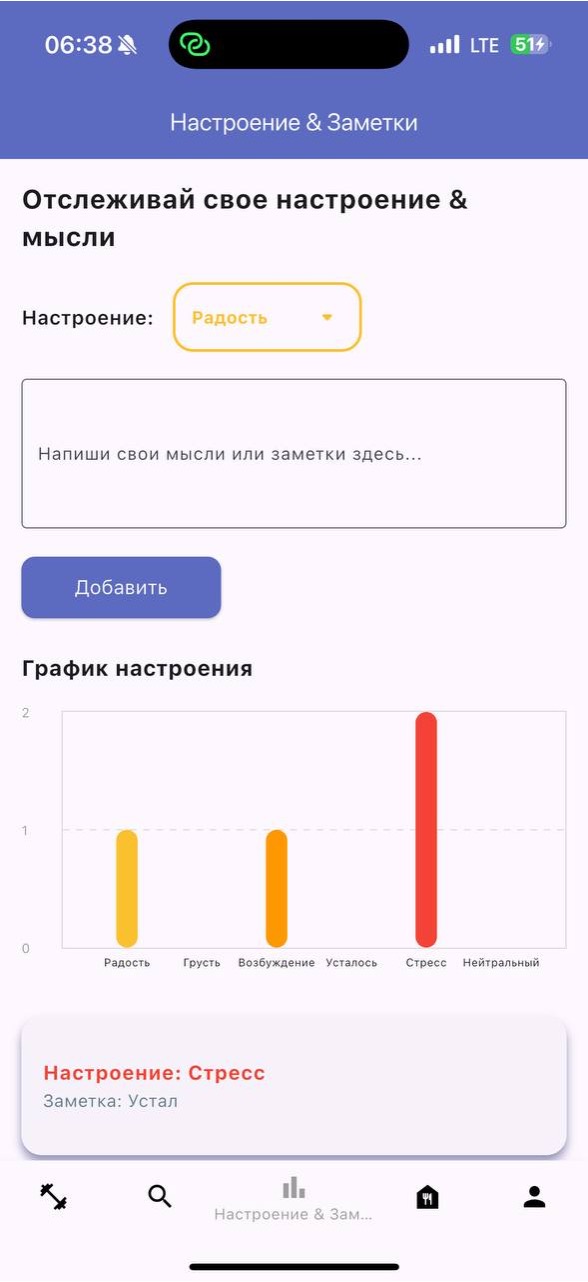 06:38 LTE 51
Настроение & Заметки
Отслеживай свое настроение &
мысли
Настроение: Радость
Напиши свои мысли или заметки здесь...
Добавить
График настроения
2
1
0
Радость Грусть Возбуждение Усталось Стресс Нейтральный
Настроение: Стресс
Заметка: Устал
Настроение & Зам...